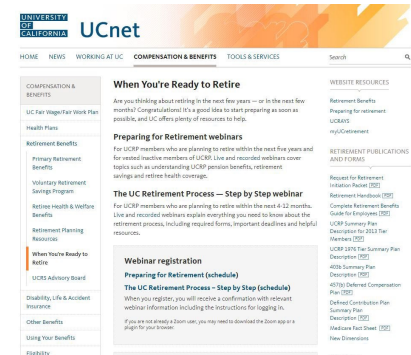 UNIVERSITY
OF
CALIFORNIA
UCnet
HOME NEWS WORKING AT UC COMPENSATION & BENEFITS TOOLS & SERVICES Search
COMPENSATION &
BENEFITS
UC Fair Wage/Fair Work Plan
Health Plans
Retirement Benefits
Primary Retirement
Benefits
Voluntary Retirement
Savings Program
Retiree Health & Welfare
Benefits
Retirement Planning
Resources
When You're Ready to
Retire
UCRS Advisory Board
Disability, Life & Accident
Insurance
Other Benefits
Using Your Benefits
Eligibility
When You're Ready to Retire
Are you thinking about retiring in the next few years — or in the next few
months? Congratulations! It's a good idea to start preparing as soon as
possible, and UC offers plenty of resources to help.
Preparing for Retirement webinars
For UCRP members who are planning to retire within the next five years and
for vested inactive members of UCRP. Live and recorded webinars cover
topics such as understanding UCRP pension benefits, retirement
savings and retiree health coverage.
The UC Retirement Process — Step by Step webinar
For UCRP members who are planning to retire within the next 4-12 months.
Live and recorded webinars explain everything you need to know about the
retirement process, including required forms, important deadlines and helpful
resources.
Webinar registration
Preparing for Retirement (schedule)
The UC Retirement Process – Step by Step (schedule)
When you register, you will receive a confirmation with relevant
webinar information including the instructions for logging in.
If you are not already a Zoom user, you may need to download the Zoom app or a
plugin for your browser.
WEBSITE RESOURCES
Retirement Benefits
Preparing for retirement
UCRAYS
myUCretirement
RETIREMENT PUBLICATIONS
AND FORMS
Request for Retirement
Initiation Packet [PDF]
Retirement Handbook [PDF]
Complete Retirement Benefits
Guide for Employees [PDF]
UCRP Summary Plan
Description for 2013 Tier
Members [PDF]
UCRP 1976 Tier Summary Plan
Description [PDF]
403b Summary Plan
Description [PDF]
457(b) Deferred Compensation
Plan [PDF]
Defined Contribution Plan
Summary Plan
Description [PDF]
Medicare Fact Sheet [PDF]
New Dimensions